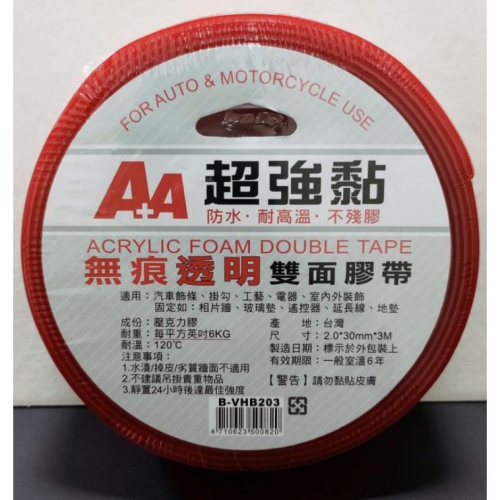 FOR AUTO & MOTORCYCLE USE
A+A 超強黏
防水·耐高溫·不殘膠
ACRYLIC FOAM DOUBLE TAPE
無痕透明雙面膠帶
適用：汽車飾條、掛勾、工藝、電器、室內外裝飾
固定如：相片牆、玻璃墊、遙控器、延長線、地墊
成份：壓克力膠
產地：台灣
耐重：每平方英吋6KG
尺寸：2.0*30mm*3M
耐溫：120℃
製造日期：標示於外包裝上
注意事項：
有效期限：一般室溫6年
1.水漬/掉皮/劣質牆面不適用
2.不建議吊掛貴重物品
【警告】請勿黏貼皮膚
3.靜置24小時後達最佳強度
B-VHB203
4 710623 500820